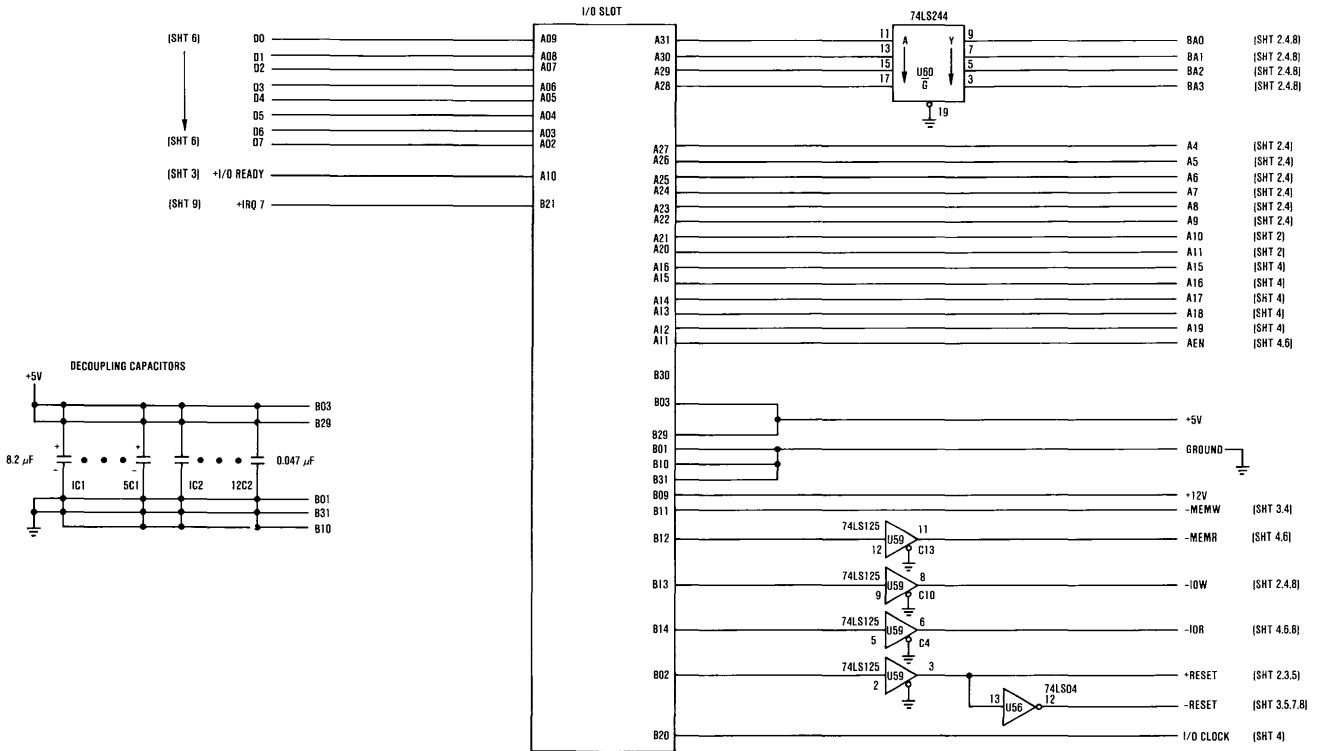 I/O SLOT
74LS244
(SHT 6) D0 A09
D1 A08
D2 A07
D3 A06
D4 A05
D5 A04
D6 A03
(SHT 6) D7 A02
(SHT 3) +I/O READY A10
(SHT 9) +IRQ 7 B21
A31 11 A Y 9 BA0 (SHT 2.4.8)
A30 13 7 BA1 (SHT 2.4.8)
A29 15 U60 5 BA2 (SHT 2.4.8)
A28 17 G 3 BA3 (SHT 2.4.8)
19
A27 A4 (SHT 2.4)
A26 A5 (SHT 2.4)
A25 A6 (SHT 2.4)
A24 A7 (SHT 2.4)
A23 A8 (SHT 2.4)
A22 A9 (SHT 2.4)
A21 A10 (SHT 2)
A20 A11 (SHT 2)
A16 A15 (SHT 4)
A15 A16 (SHT 4)
A14 A17 (SHT 4)
A13 A18 (SHT 4)
A12 A19 (SHT 4)
A11 AEN (SHT 4.6)
B30
B03
+5V
B29
B01 GROUND
B10
B31
B09 +12V
B11 -MEMW (SHT 3.4)
74LS125 11
B12 U59 -MEMR (SHT 4.6)
12 C13
74LS125 8
B13 U59 -IOW (SHT 2.4.8)
9 C10
74LS125 6
B14 U59 -IOR (SHT 4.6.8)
5 C4
74LS125 3
B02 U59 +RESET (SHT 2.3.5)
2
74LS04
13 U56 12 -RESET (SHT 3.5.7.8)
B20 I/O CLOCK (SHT 4)
DECOUPLING CAPACITORS
+5V
B03
B29
+ +
8.2 μF 0.047 μF
- -
1C1 5C1 1C2 12C2
B01
B31
B10